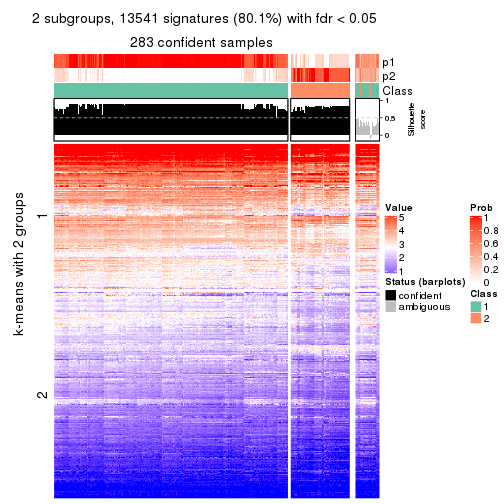 2 subgroups, 13541 signatures (80.1%) with fdr < 0.05
283 confident samples
p1
p2
Class
1
0.5
0
Silhouette
score
k-means with 2 groups
1
2
Value
5
4
3
2
1
Status (barplots)
confident
ambiguous
Prob
1
0.8
0.6
0.4
0.2
0
Class
1
2